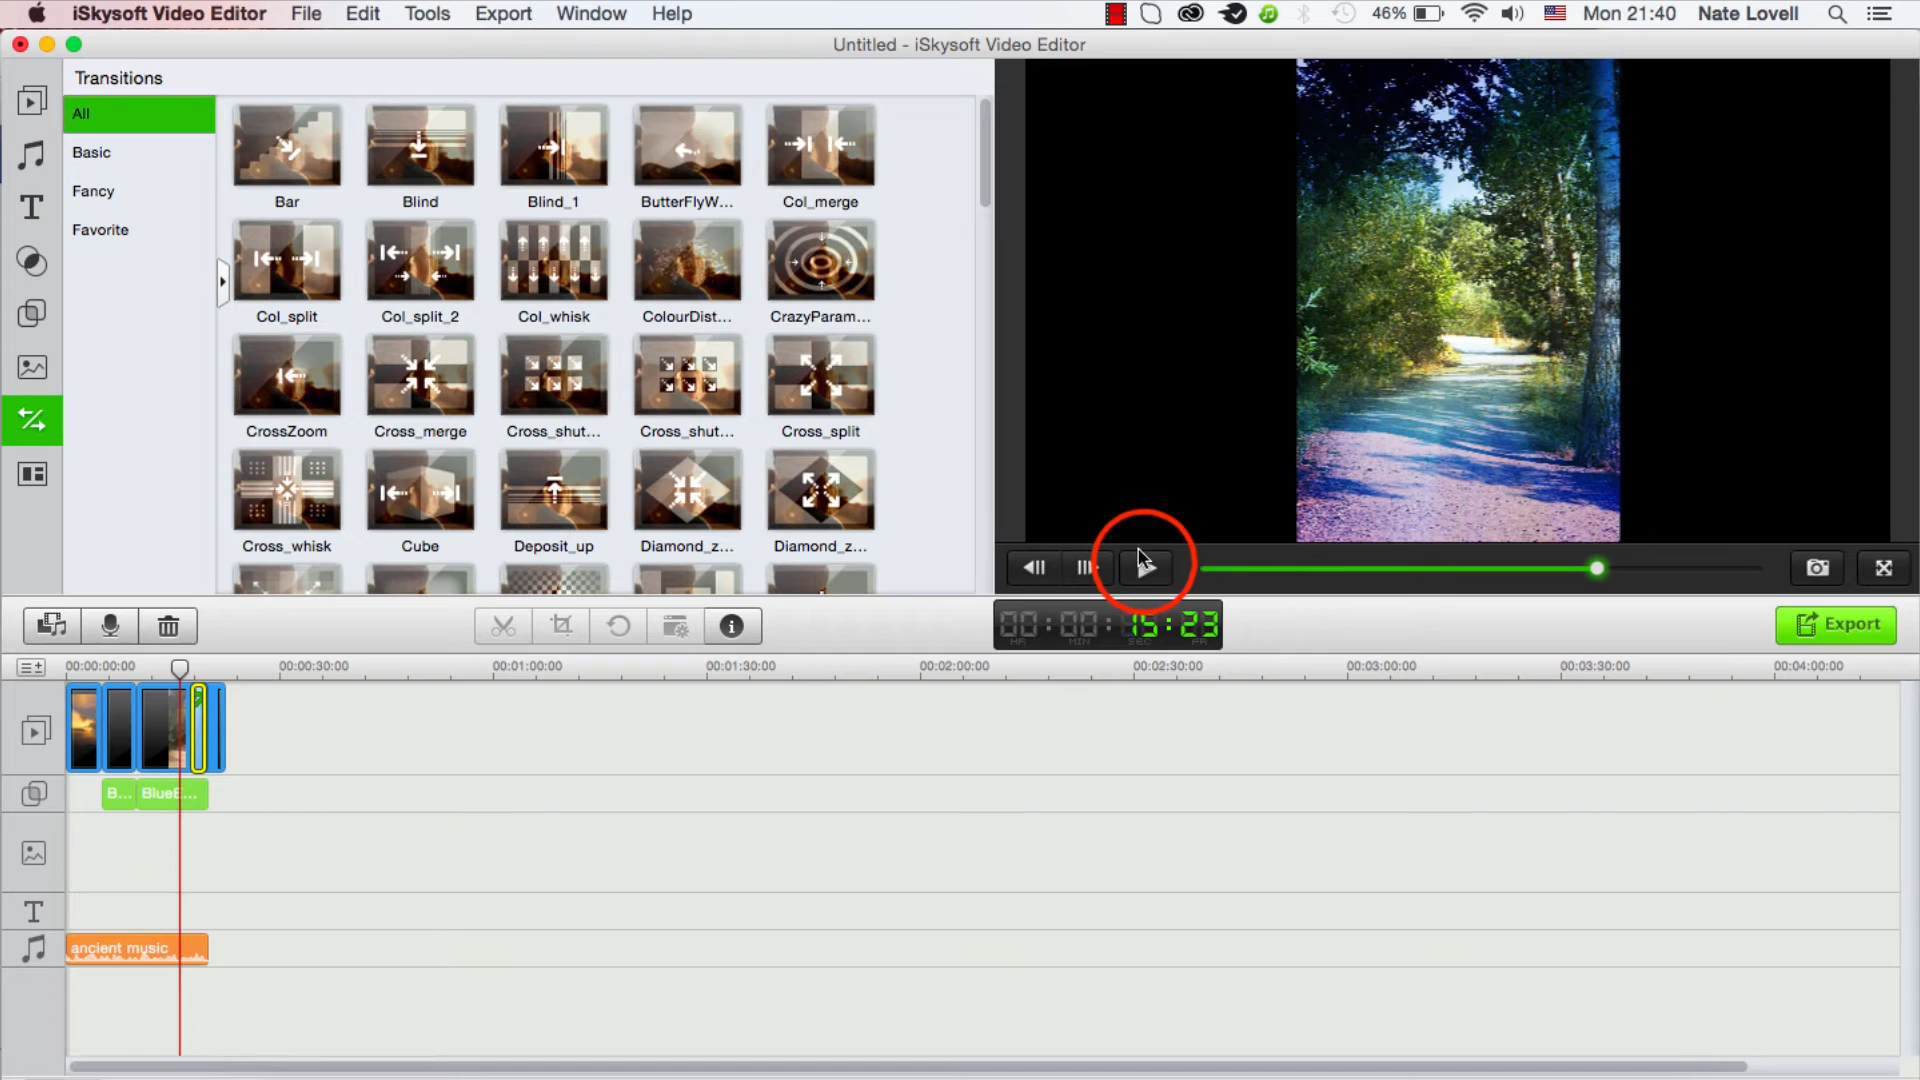 iSkysoft Video Editor File Edit Tools Export Window Help 46% Mon 21:40 Nate Lovell
Untitled - iSkysoft Video Editor
Transitions
All
Basic
Fancy
Favorite
Bar Blind Blind_1 ButterFlyW... Col_merge
Col_split Col_split_2 Col_whisk ColourDist... CrazyParam...
CrossZoom Cross_merge Cross_shut... Cross_shut... Cross_split
Cross_whisk Cube Deposit_up Diamond_z... Diamond_z...
00:00:15:23
HR MIN SEC FR
Export
00:00:00:00 00:00:30:00 00:01:00:00 00:01:30:00 00:02:00:00 00:02:30:00 00:03:00:00 00:03:30:00 00:04:00:00
B... BlueE...
T
ancient music